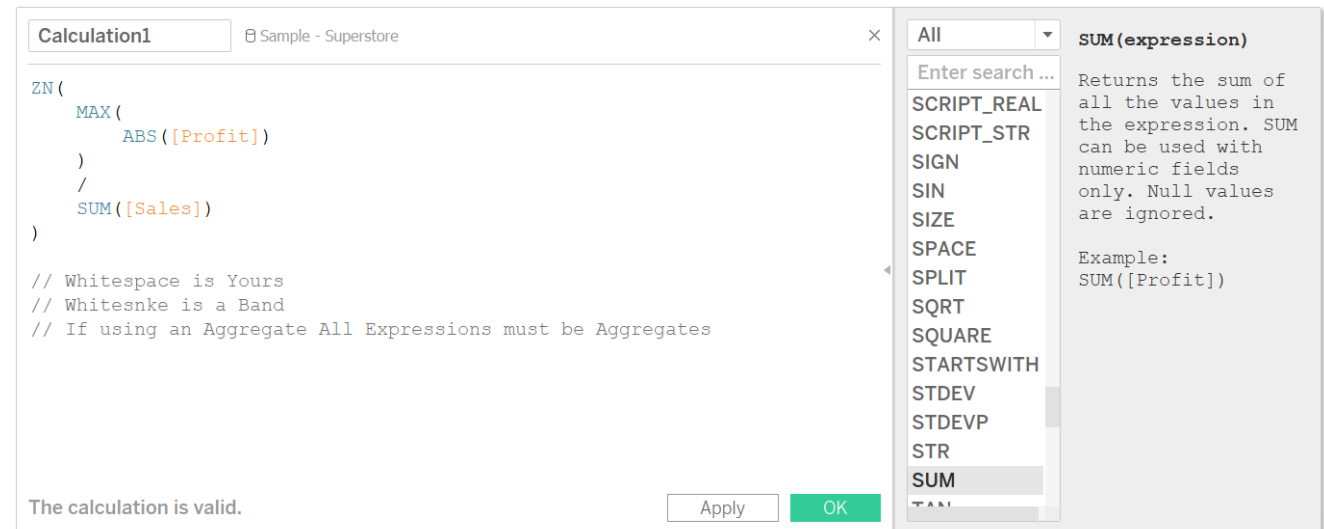 Calculation1
Sample - Superstore
ZN(
MAX(
ABS([Profit])
)
/
SUM([Sales])
)
// Whitespace is Yours
// Whitesnke is a Band
// If using an Aggregate All Expressions must be Aggregates
The calculation is valid.
Apply
OK
All
Enter search ...
SCRIPT_REAL
SCRIPT_STR
SIGN
SIN
SIZE
SPACE
SPLIT
SQRT
SQUARE
STARTSWITH
STDEV
STDEVP
STR
SUM
SUM(expression)
Returns the sum of
all the values in
the expression. SUM
can be used with
numeric fields
only. Null values
are ignored.
Example:
SUM([Profit])